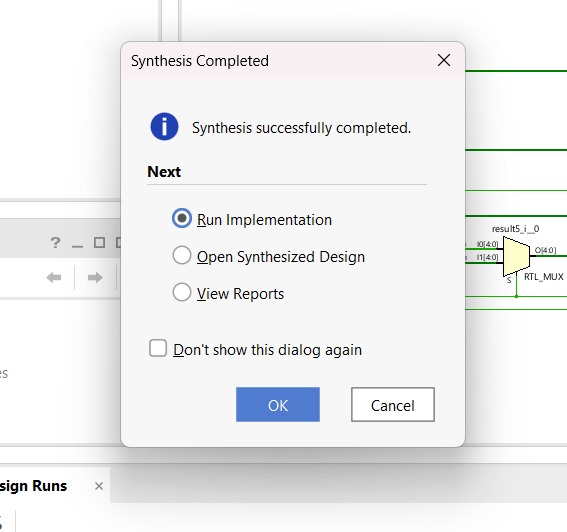 Synthesis Completed
Synthesis successfully completed.
Next
Run Implementation
Open Synthesized Design
View Reports
Don't show this dialog again
OK
Cancel
?
es
sign Runs
result5_i__0
I0[4:0]
I1[4:0]
O[4:0]
S
RTL_MUX